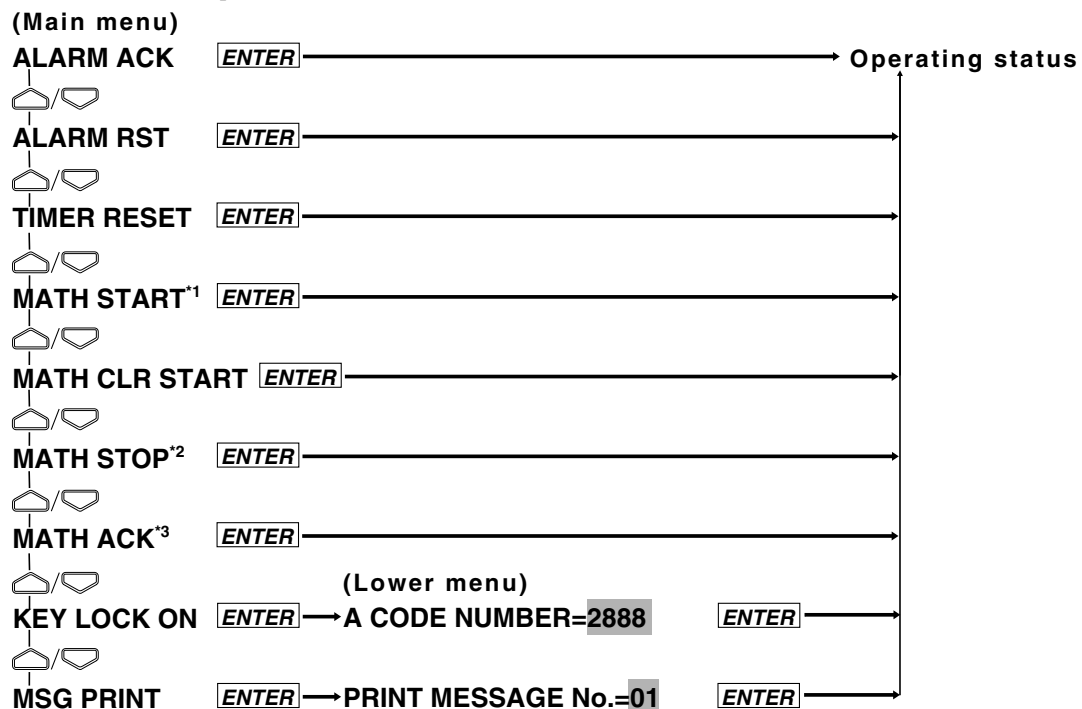 (Main menu)
ALARM ACK ENTER Operating status
/
ALARM RST ENTER
/
TIMER RESET ENTER
/
MATH START*1 ENTER
/
MATH CLR START ENTER
/
MATH STOP*2 ENTER
/
MATH ACK*3 ENTER
/
(Lower menu)
KEY LOCK ON ENTER A CODE NUMBER=2888 ENTER
/
MSG PRINT ENTER PRINT MESSAGE No.=01 ENTER